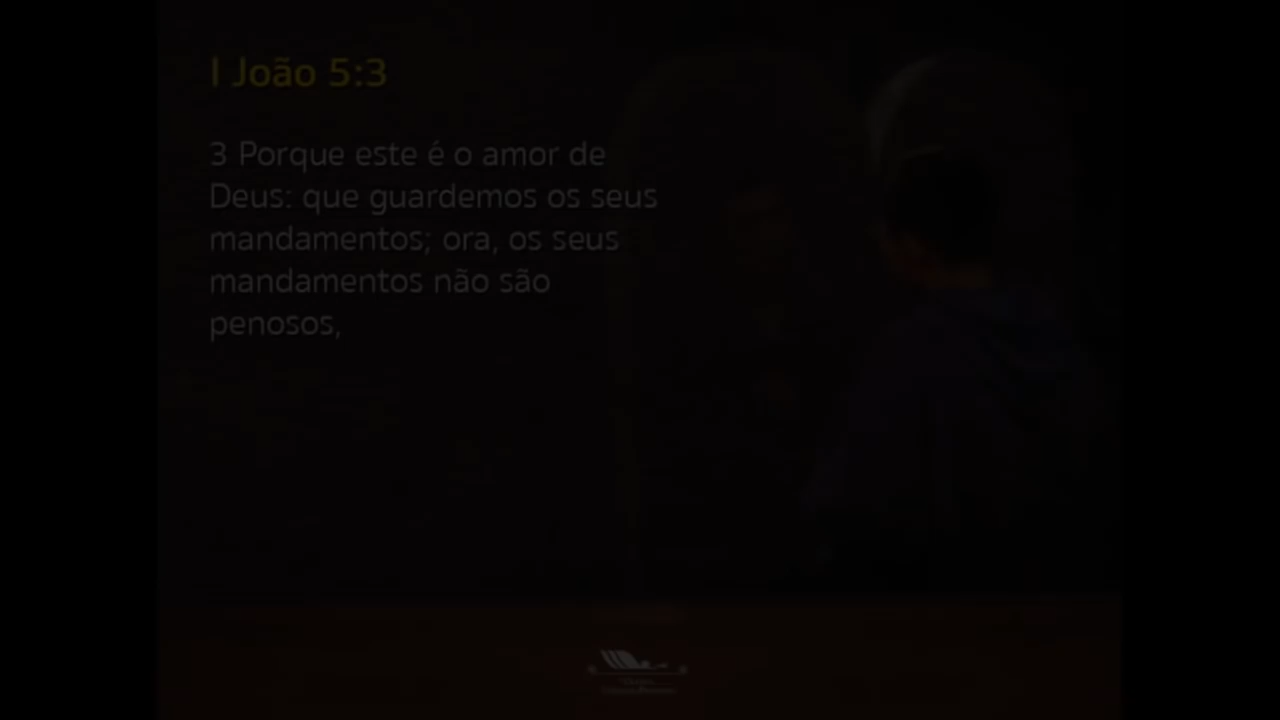 I João 5:3
3 Porque este é o amor de
Deus: que guardemos os seus
mandamentos; ora, os seus
mandamentos não são
penosos,